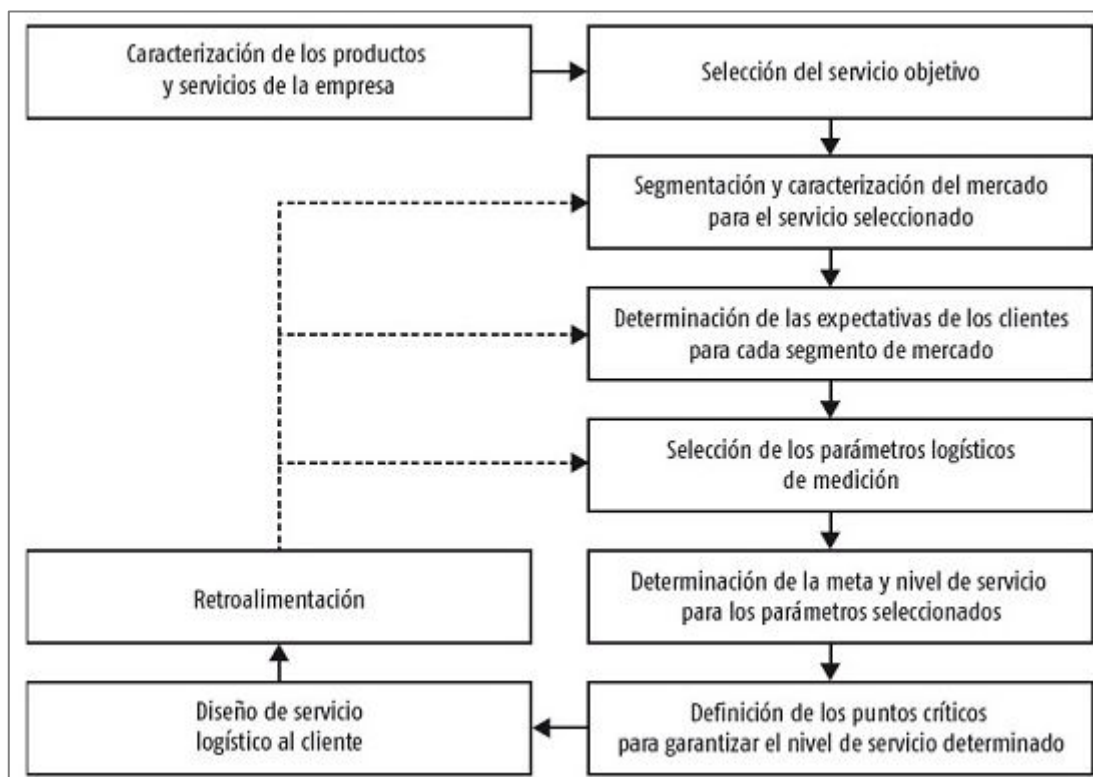 Caracterización de los productos
y servicios de la empresa
Selección del servicio objetivo
Segmentación y caracterización del mercado
para el servicio seleccionado
Determinación de las expectativas de los clientes
para cada segmento de mercado
Selección de los parámetros logísticos
de medición
Determinación de la meta y nivel de servicio
para los parámetros seleccionados
Definición de los puntos críticos
para garantizar el nivel de servicio determinado
Diseño de servicio
logístico al cliente
Retroalimentación